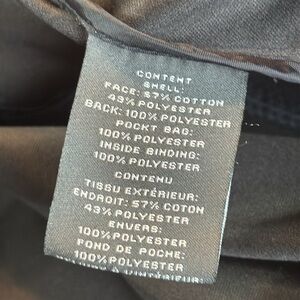 CONTENT
SHELL:
FACE: 57% COTTON
43% POLYESTER
BACK: 100% POLYESTER
POCKT BAG:
100% POLYESTER
INSIDE BINDING:
100% POLYESTER
CONTENU
TISSU EXTÉRIEUR:
ENDROIT: 57% COTON
43% POLYESTER
ENVERS:
100% POLYESTER
FOND DE POCHE:
100% POLYESTER